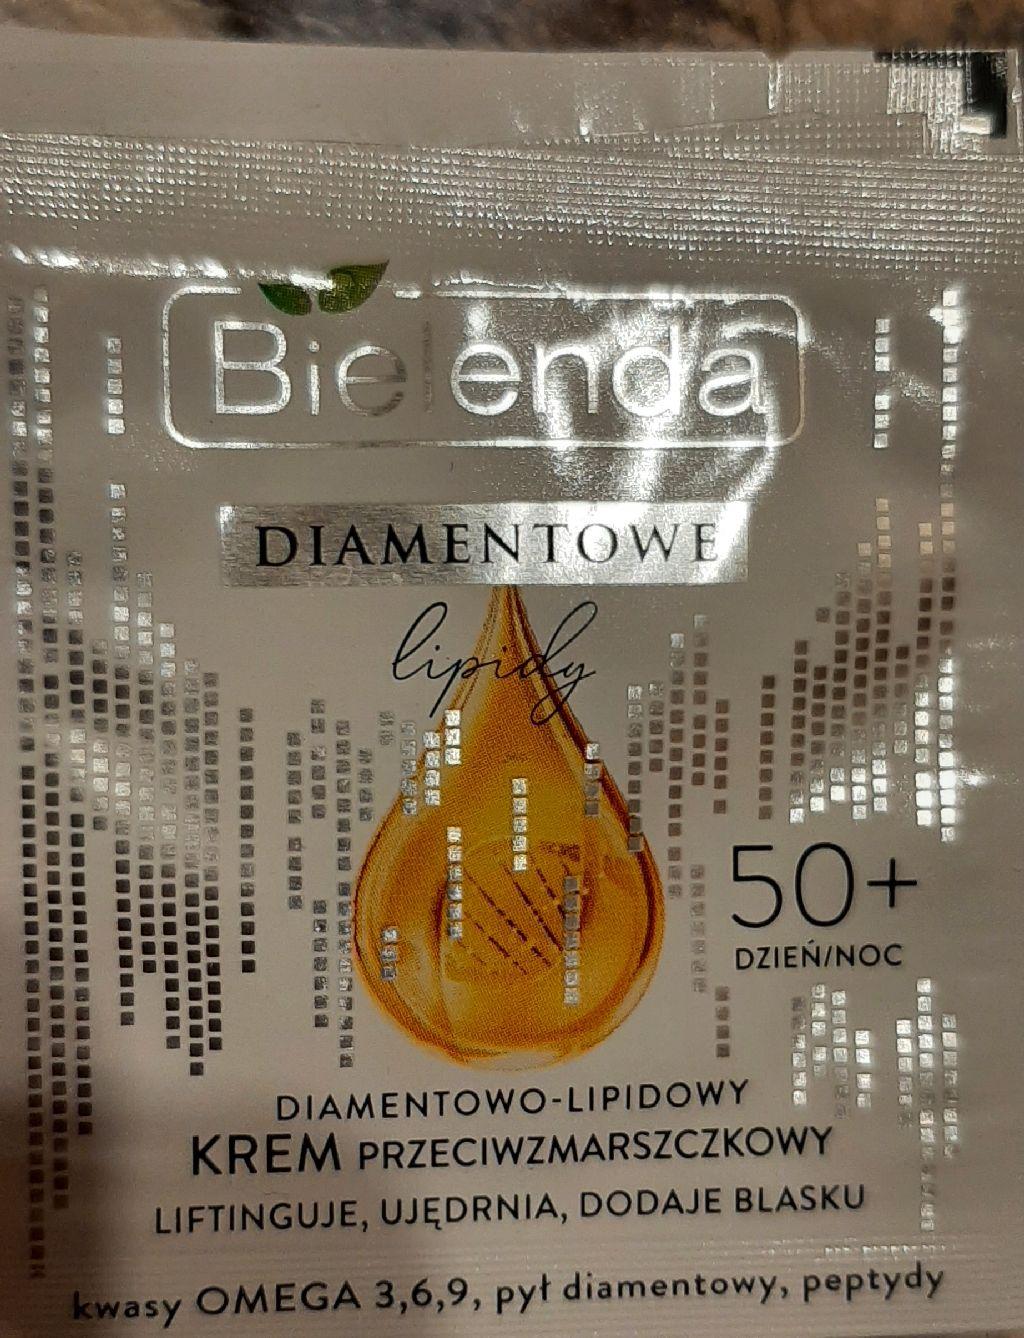 Bielenda
DIAMENTOWE
lipidy
50+
DZIEŃ/NOC
DIAMENTOWO-LIPIDOWY
KREM PRZECIWZMARSZCZKOWY
LIFTINGUJE, UJĘDRNIA, DODAJE BLASKU
kwasy OMEGA 3,6,9, pył diamentowy, peptydy